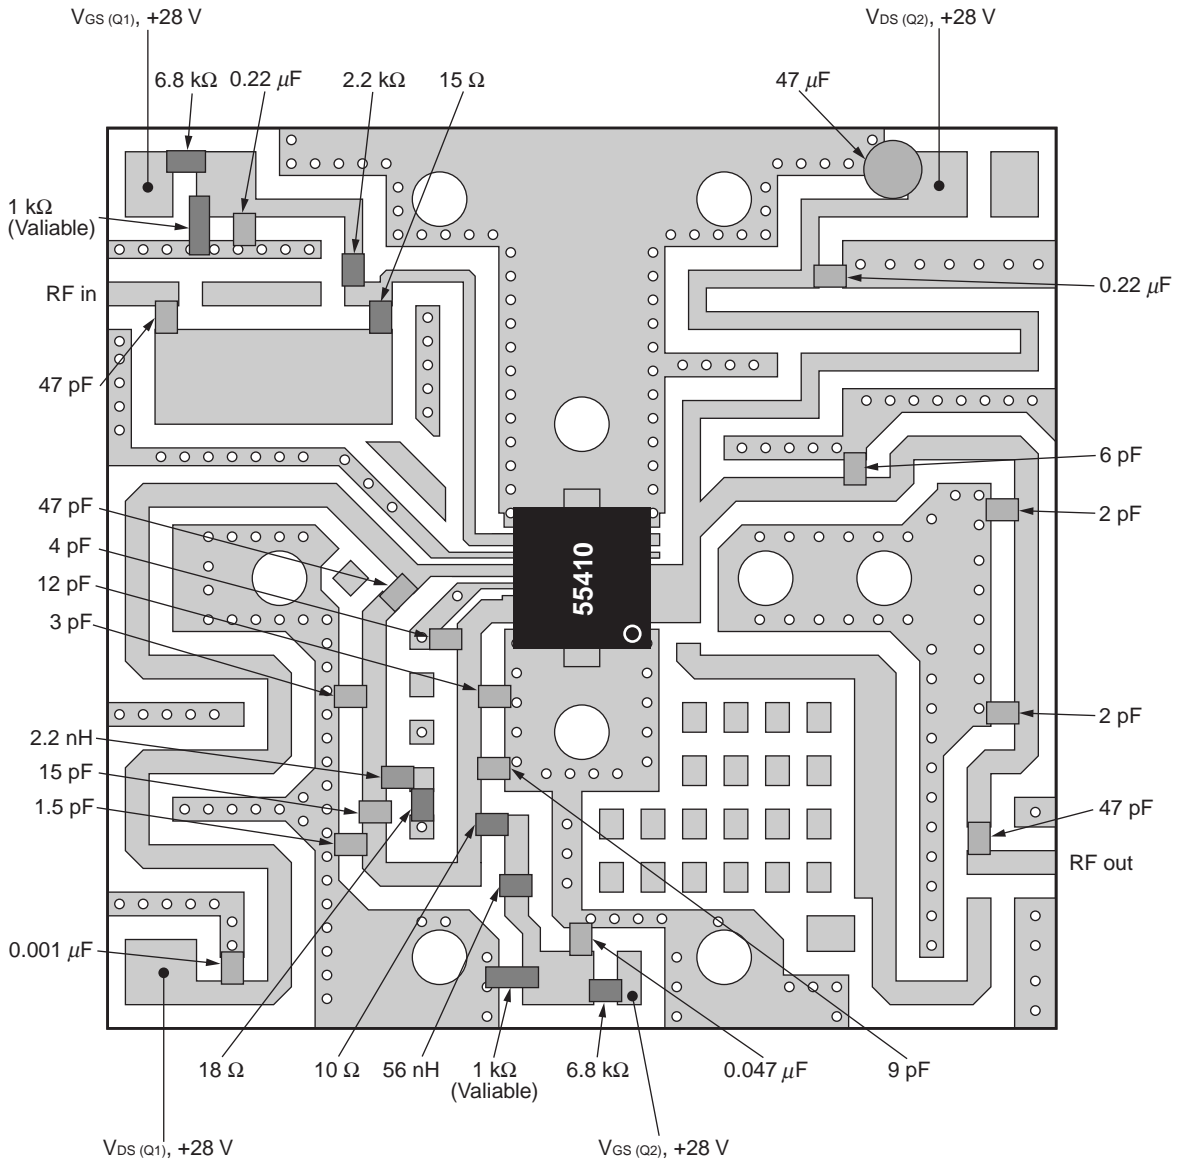 VGS (Q1), +28 V
VDS (Q2), +28 V
6.8 kΩ
0.22 μF
2.2 kΩ
15 Ω
47 μF
1 kΩ
(Valiable)
RF in
0.22 μF
47 pF
6 pF
47 pF
2 pF
4 pF
12 pF
3 pF
55410
2.2 nH
2 pF
15 pF
1.5 pF
47 pF
RF out
0.001 μF
18 Ω
10 Ω
56 nH
1 kΩ
(Valiable)
6.8 kΩ
0.047 μF
9 pF
VDS (Q1), +28 V
VGS (Q2), +28 V